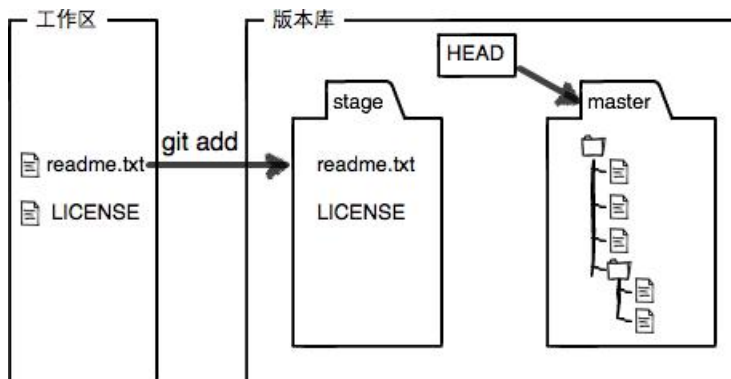 工作区
版本库
HEAD
stage
master
git add
readme.txt
readme.txt
LICENSE
LICENSE